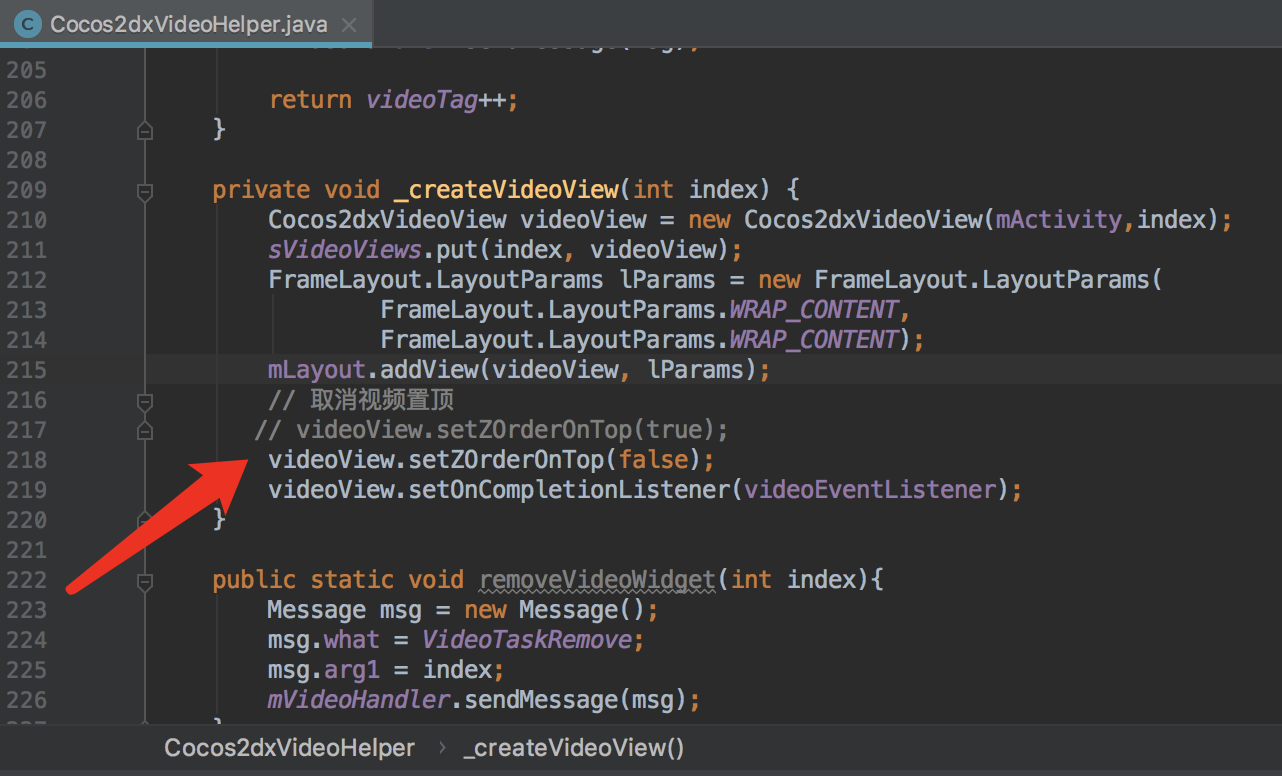 C Cocos2dxVideoHelper.java ×
205
206 return videoTag++;
207 }
208
209 private void _createVideoView(int index) {
210 Cocos2dxVideoView videoView = new Cocos2dxVideoView(mActivity,index);
211 sVideoViews.put(index, videoView);
212 FrameLayout.LayoutParams lParams = new FrameLayout.LayoutParams(
213 FrameLayout.LayoutParams.WRAP_CONTENT,
214 FrameLayout.LayoutParams.WRAP_CONTENT);
215 mLayout.addView(videoView, lParams);
216 // 取消视频置顶
217 // videoView.setZOrderOnTop(true);
218 videoView.setZOrderOnTop(false);
219 videoView.setOnCompletionListener(videoEventListener);
220 }
221
222 public static void removeVideoWidget(int index){
223 Message msg = new Message();
224 msg.what = VideoTaskRemove;
225 msg.arg1 = index;
226 mVideoHandler.sendMessage(msg);
Cocos2dxVideoHelper › _createVideoView()